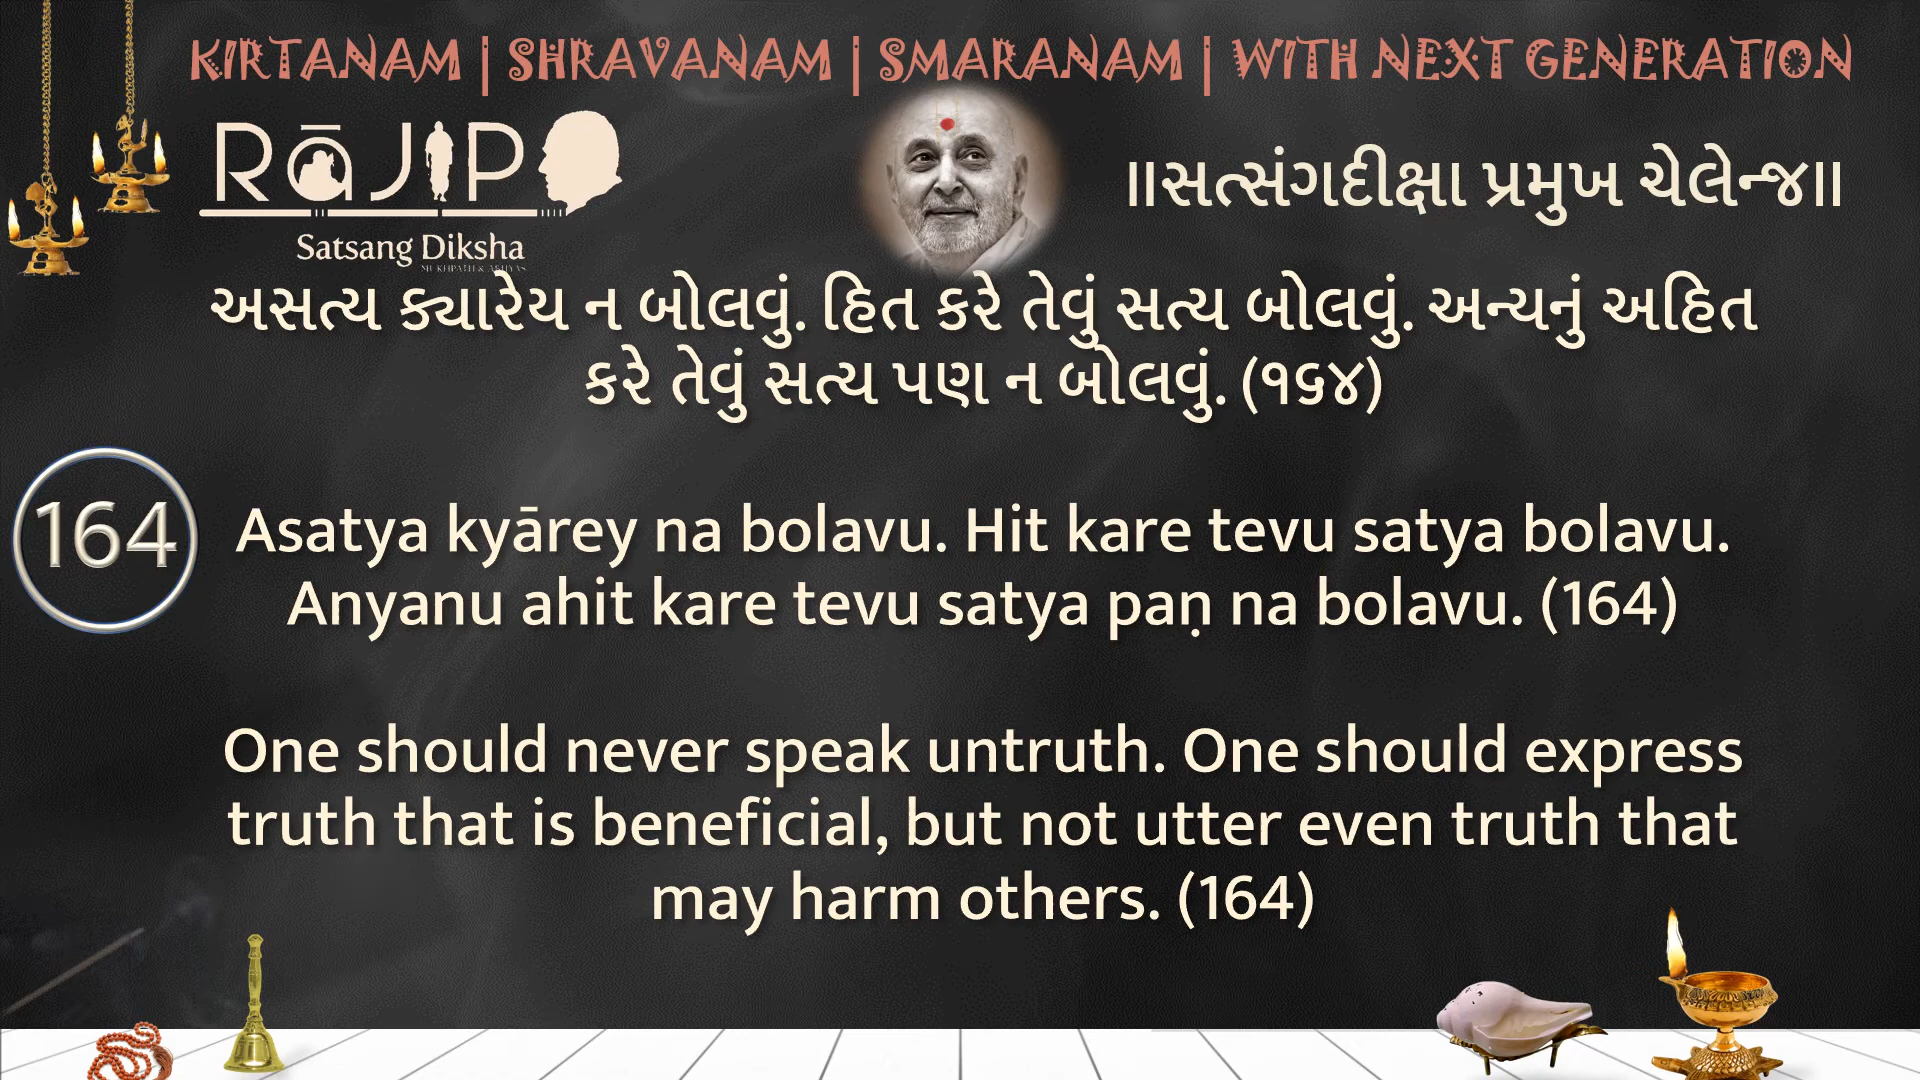 KIRTANAM | SHRAVANAM | SMARANAM | WITH NEXT GENERATION
RāJIPO
Satsang Diksha
MUKHPATH & ABHYAS
॥સત્સંગદીક્ષા પ્રમુખ ચેલેન્જ॥
અસત્ય ક્યારેય ન બોલવું. હિત કરે તેવું સત્ય બોલવું. અન્યનું અહિત
કરે તેવું સત્ય પણ ન બોલવું. (૧૬૪)
164
Asatya kyārey na bolavu. Hit kare tevu satya bolavu.
Anyanu ahit kare tevu satya paṇ na bolavu. (164)
One should never speak untruth. One should express
truth that is beneficial, but not utter even truth that
may harm others. (164)